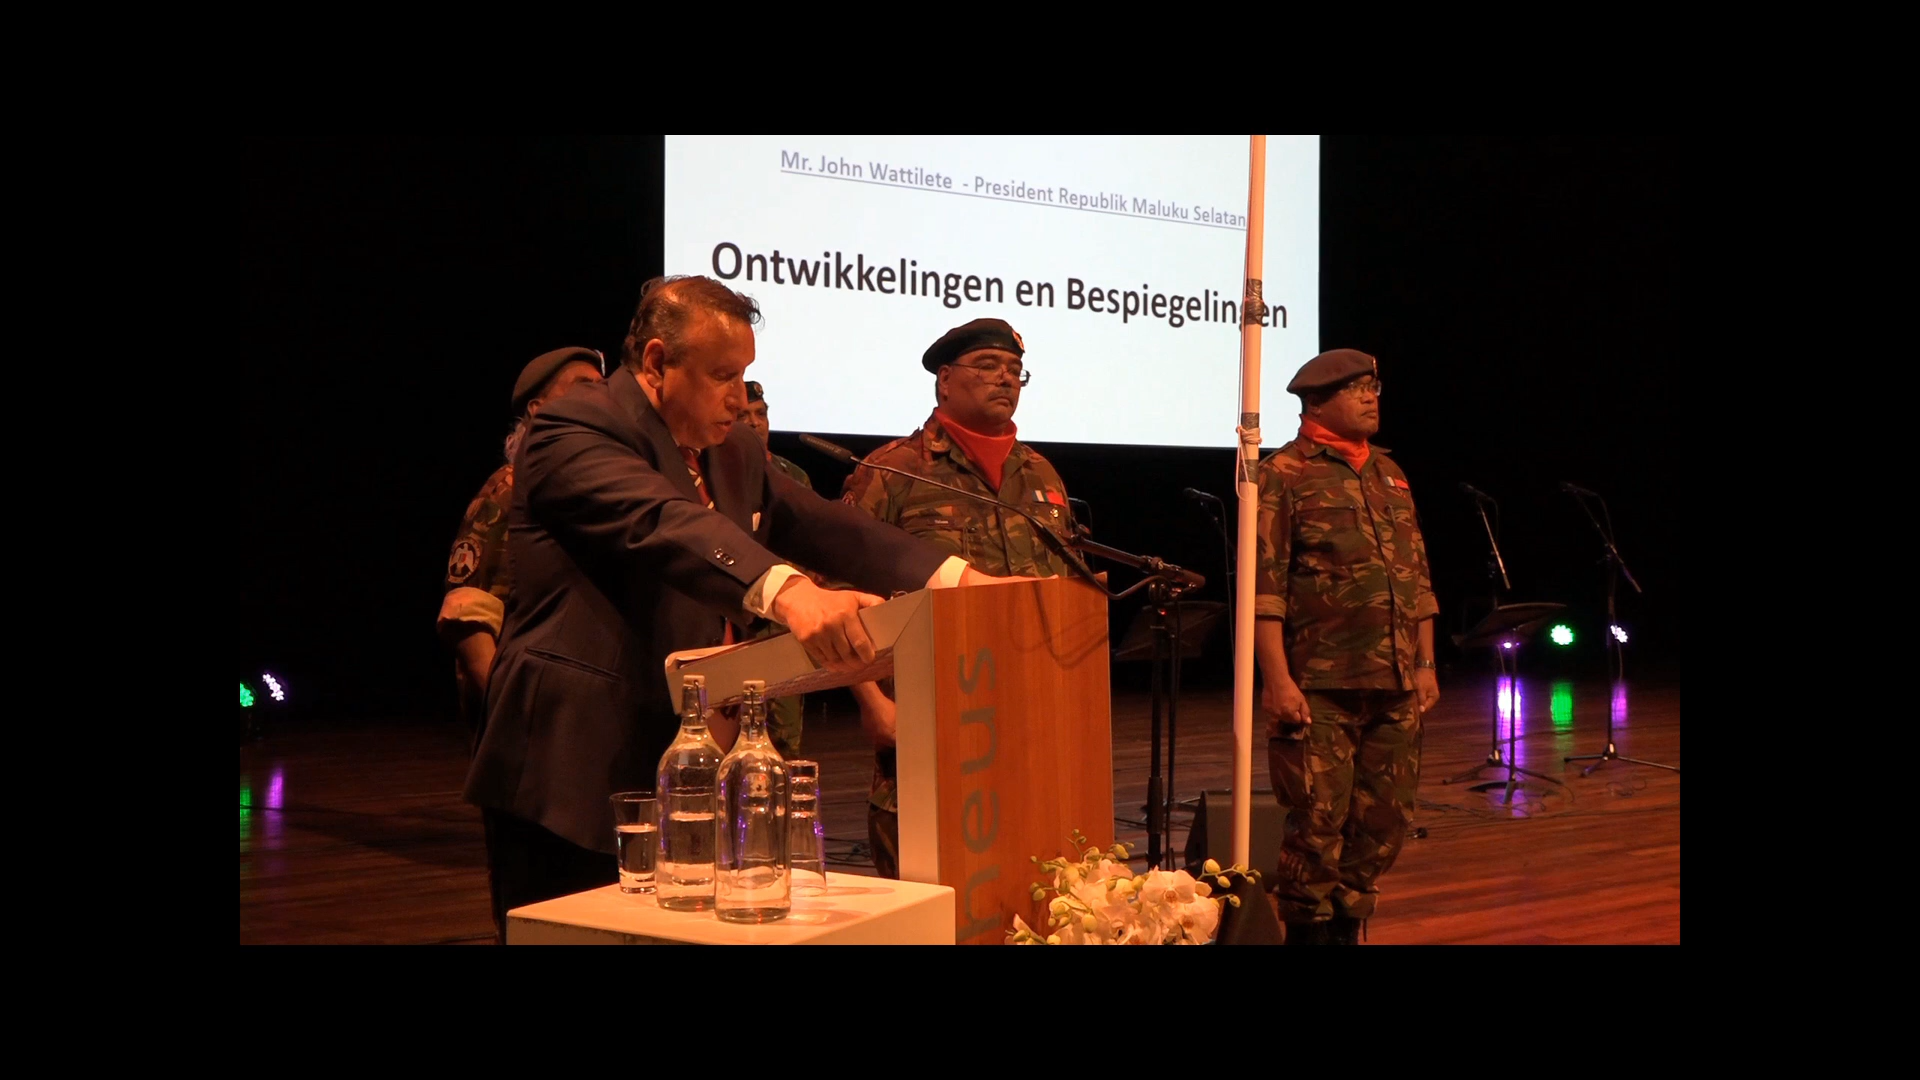 Mr. John Wattilete - President Republik Maluku Selatan
Ontwikkelingen en Bespiegelingen
heus